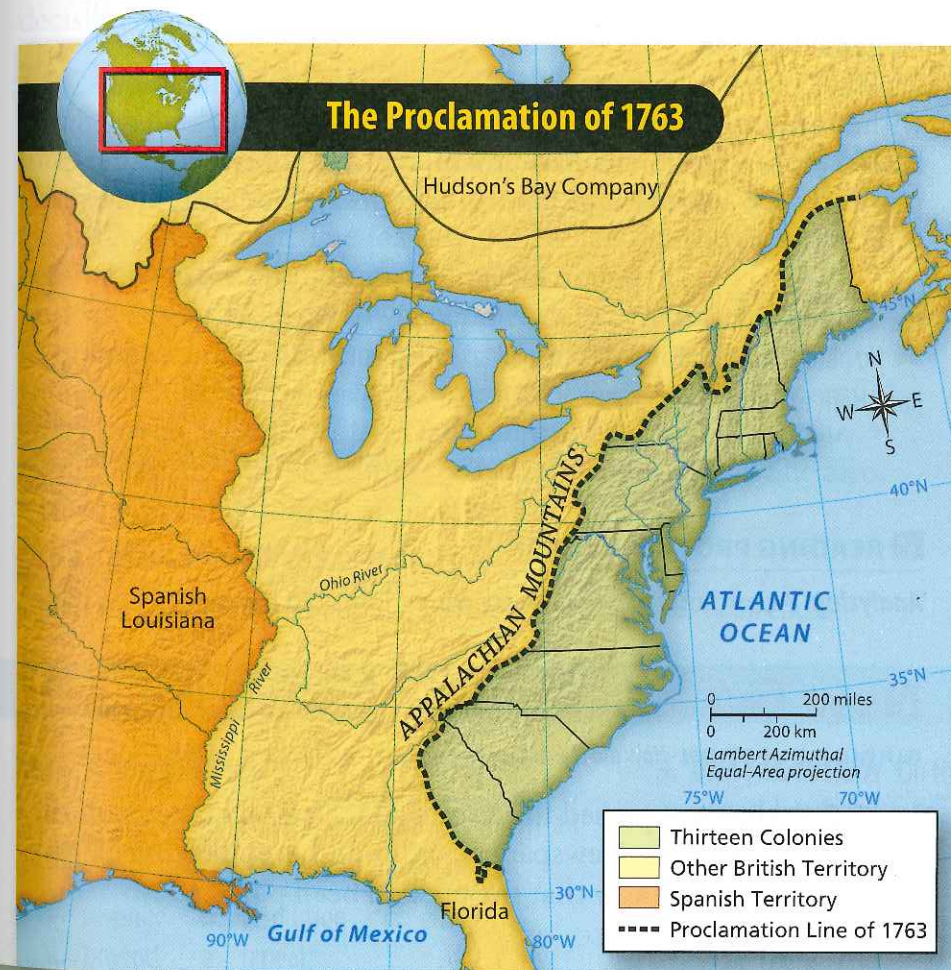 The Proclamation of 1763
Hudson's Bay Company
45°N
N
W
E
S
40°N
APPALACHIAN MOUNTAINS
Ohio River
Spanish
Louisiana
ATLANTIC
OCEAN
35°N
Mississippi River
0 200 miles
0 200 km
Lambert Azimuthal
Equal-Area projection
75°W
70°W
Thirteen Colonies
Other British Territory
Spanish Territory
Proclamation Line of 1763
30°N
Florida
90°W
Gulf of Mexico
80°W